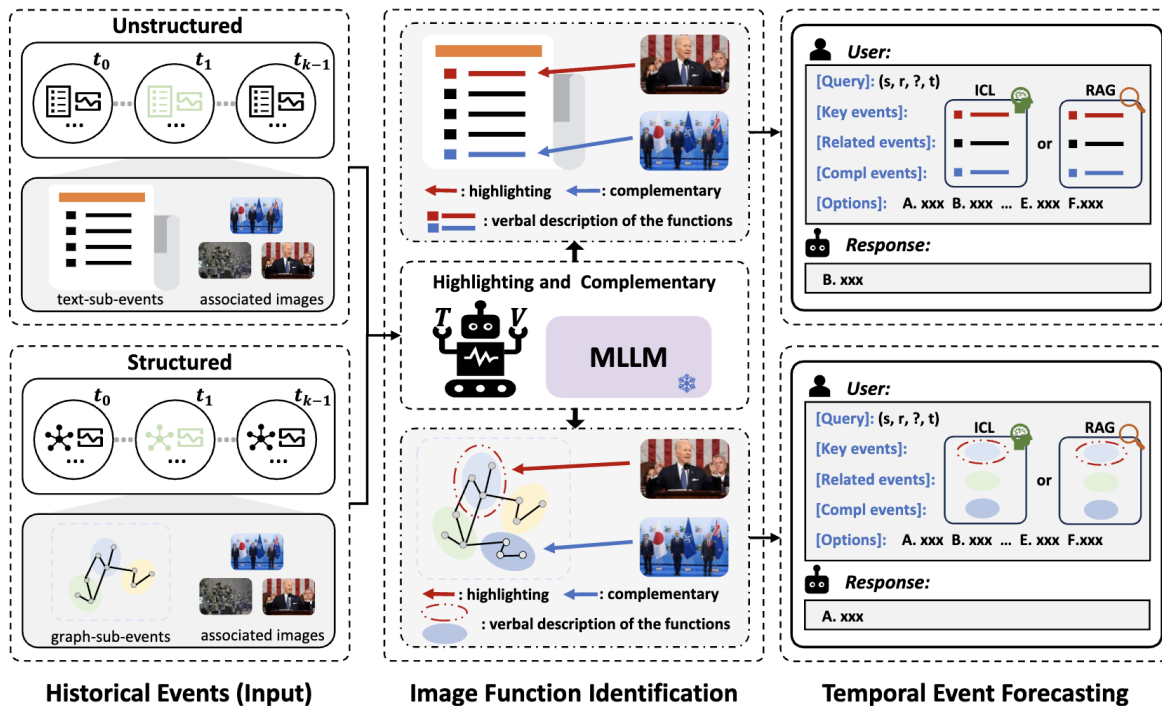 Unstructured
t0 t1 tk−1
... ... ...
text-sub-events
associated images
Structured
t0 t1 tk−1
... ... ...
graph-sub-events
associated images
Historical Events (Input)
: highlighting : complementary
: verbal description of the functions
Highlighting and Complementary
T V
MLLM
: highlighting : complementary
: verbal description of the functions
Image Function Identification
User:
[Query]: (s, r, ?, t)
ICL RAG
[Key events]:
[Related events]:
or
[Compl events]:
[Options]: A. xxx B. xxx ... E. xxx F.xxx
Response:
B. xxx
User:
[Query]: (s, r, ?, t)
ICL RAG
[Key events]:
[Related events]:
or
[Compl events]:
[Options]: A. xxx B. xxx ... E. xxx F.xxx
Response:
A. xxx
Temporal Event Forecasting